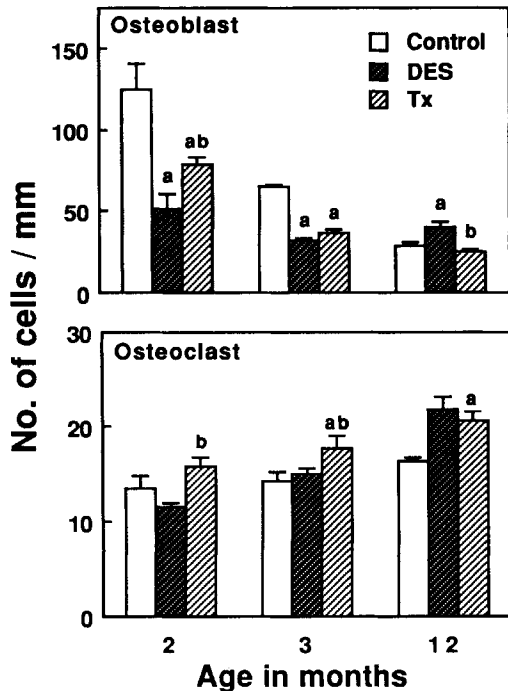 Osteoblast
Control
DES
Tx
150
100
50
0
a
ab
a
a
a
b
No. of cells / mm
Osteoclast
30
20
10
0
b
ab
a
2 3 12
Age in months